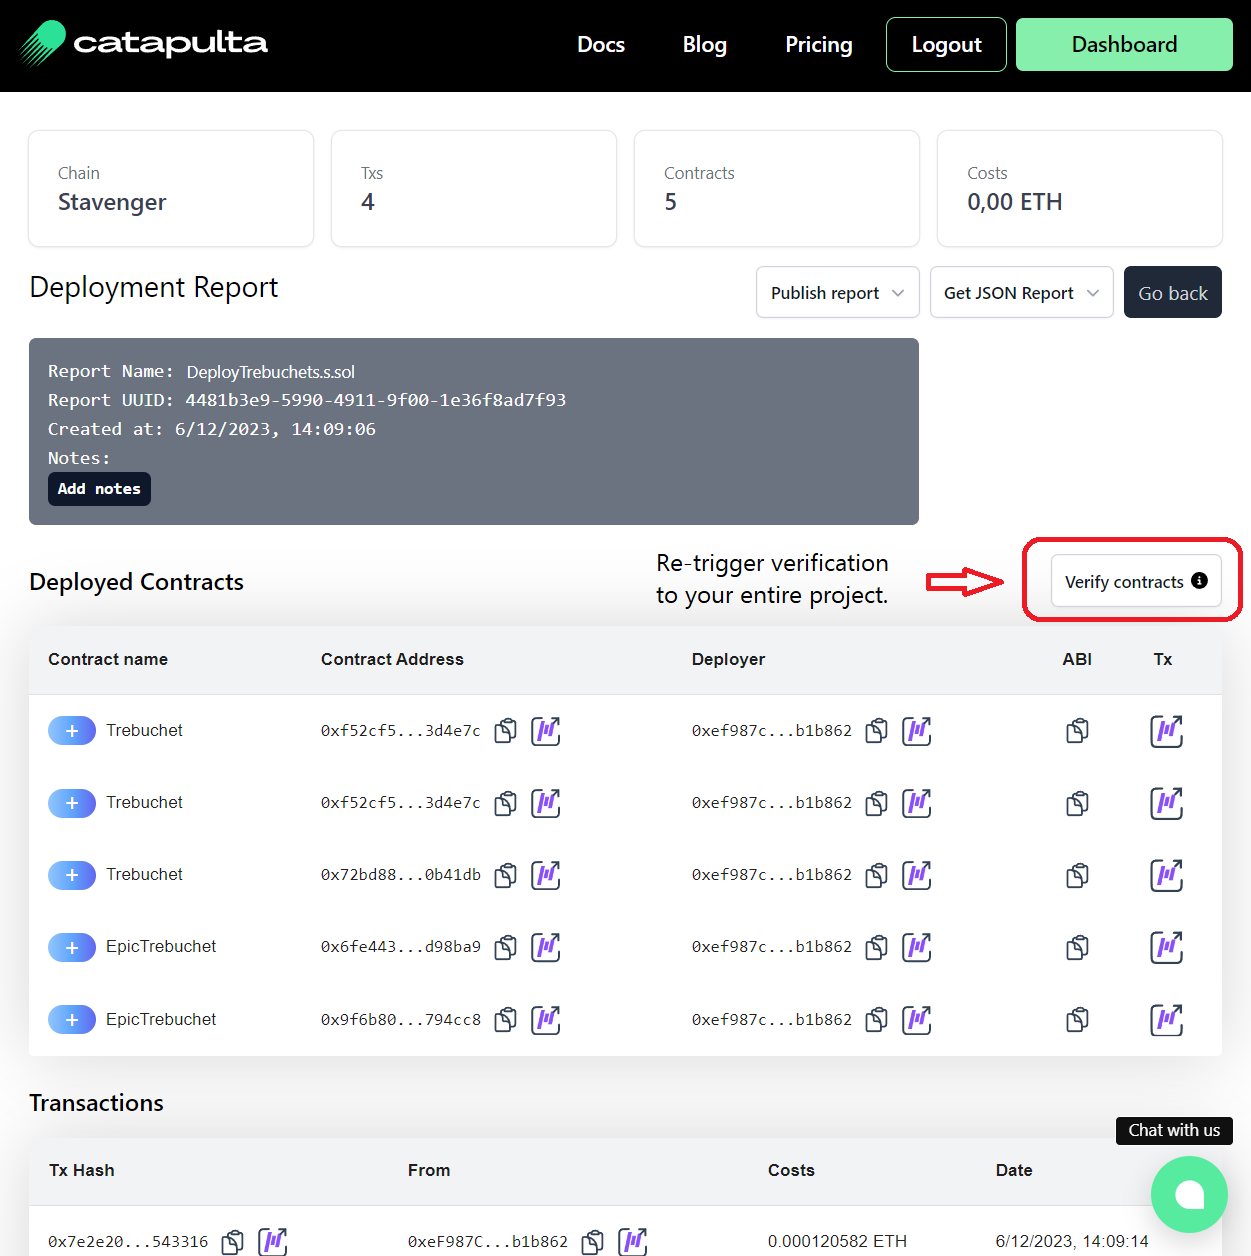 catapulta
Docs Blog Pricing Logout Dashboard
Chain Txs Contracts Costs
Stavenger 4 5 0,00 ETH
Deployment Report Publish report Get JSON Report Go back
Report Name: DeployTrebuchets.s.sol
Report UUID: 4481b3e9-5990-4911-9f00-1e36f8ad7f93
Created at: 6/12/2023, 14:09:06
Notes:
Add notes
Re-trigger verification
to your entire project.
Deployed Contracts Verify contracts
Contract name Contract Address Deployer ABI Tx
Trebuchet 0xf52cf5...3d4e7c 0xef987c...b1b862
Trebuchet 0xf52cf5...3d4e7c 0xef987c...b1b862
Trebuchet 0x72bd88...0b41db 0xef987c...b1b862
EpicTrebuchet 0x6fe443...d98ba9 0xef987c...b1b862
EpicTrebuchet 0x9f6b80...794cc8 0xef987c...b1b862
Transactions
Chat with us
Tx Hash From Costs Date
0x7e2e20...543316 0xeF987C...b1b862 0.000120582 ETH 6/12/2023, 14:09:14